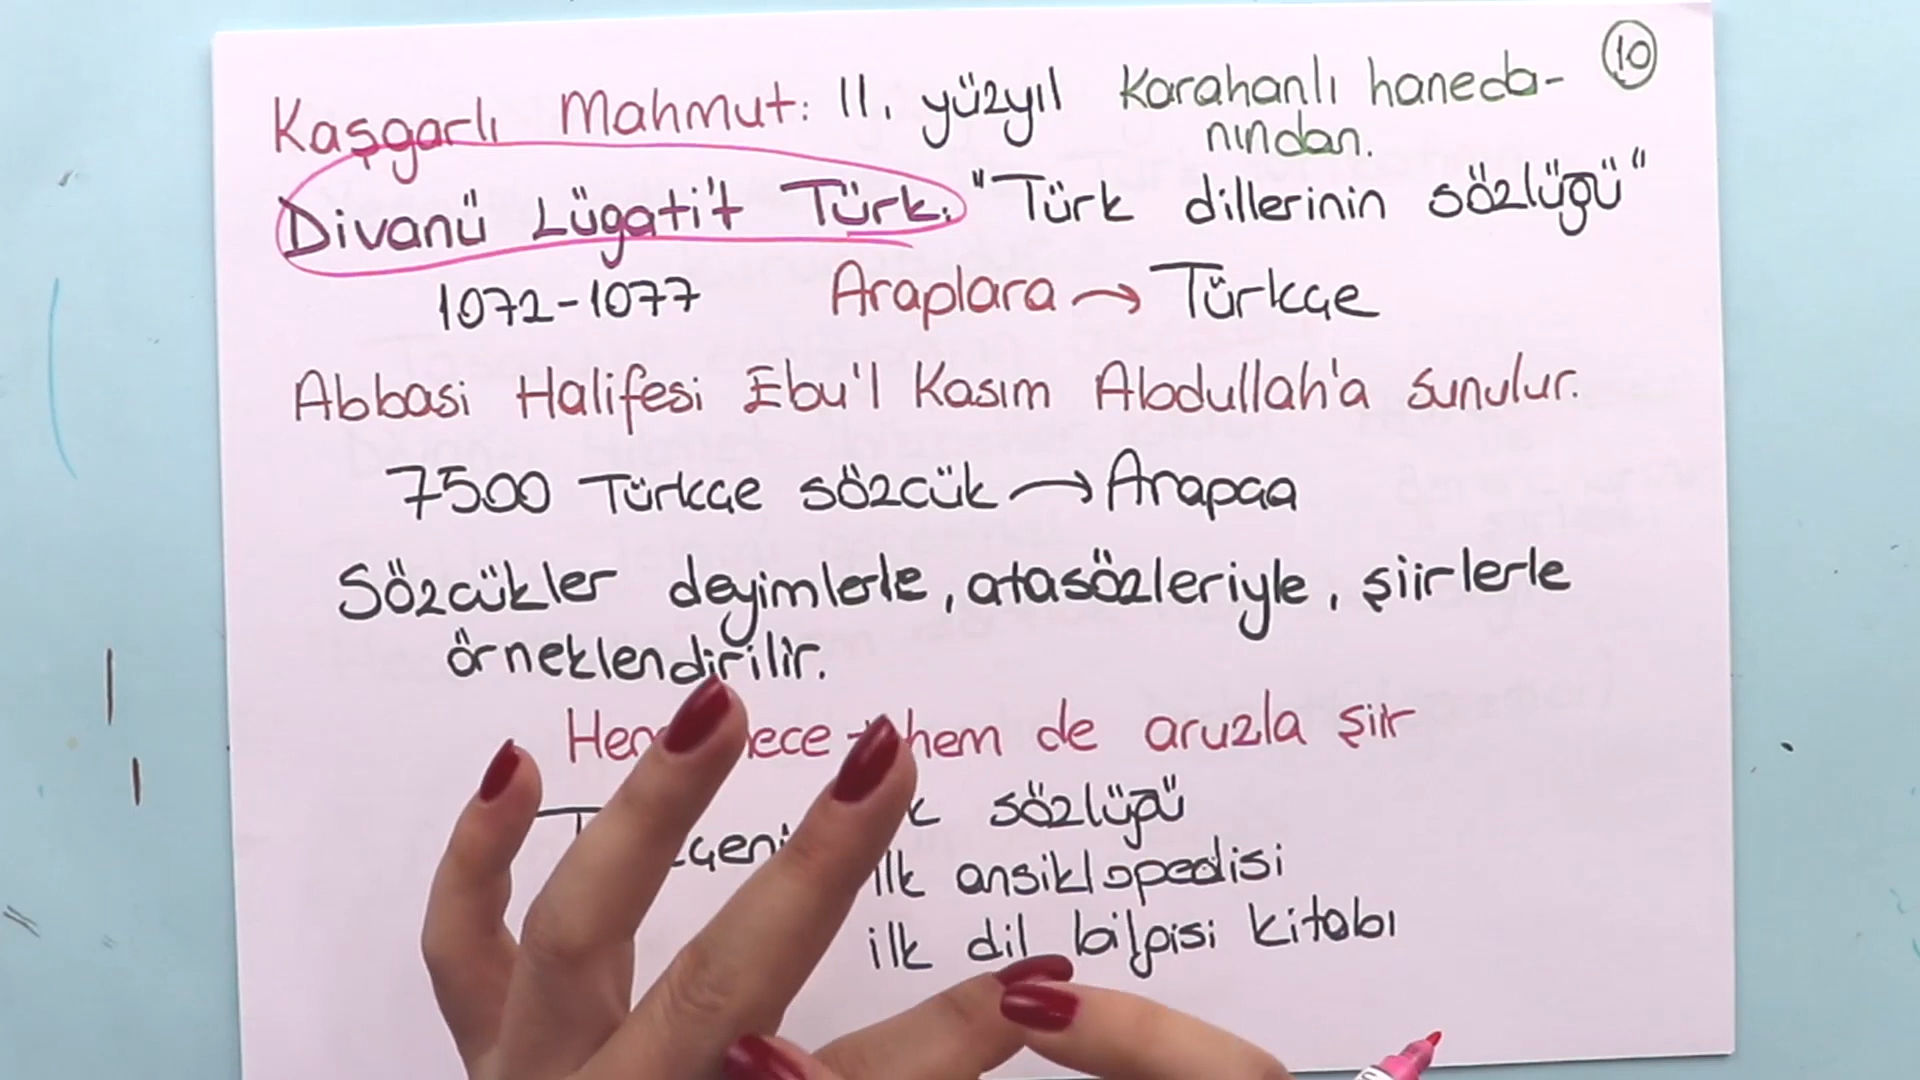 10
Kaşgarlı Mahmut: 11. yüzyıl Karahanlı haneda-
nından.
Divanü Lügati't Türk: "Türk dillerinin sözlüğü"
1072-1077 Araplara → Türkçe
Abbasi Halifesi Ebu'l Kasım Abdullah'a sunulur.
7500 Türkçe sözcük → Arapça
Sözcükler deyimlerle, atasözleriyle, şiirlerle
örneklendirilir.
hem de aruzla şiir
sözlüğü
ilk ansiklopedisi
ilk dil bilgisi kitabı